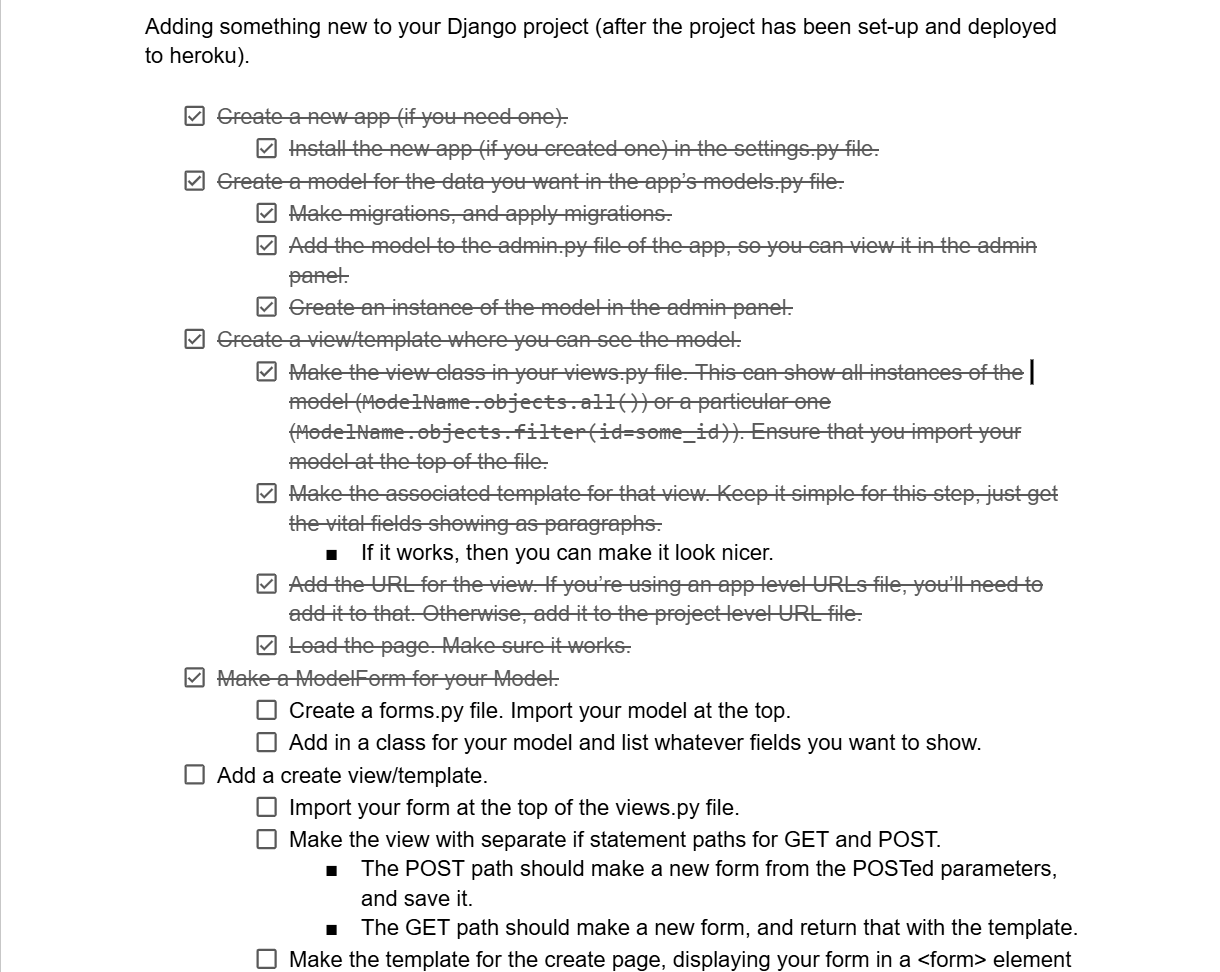 Adding something new to your Django project (after the project has been set-up and deployed
to heroku).
Create a new app (if you need one).
Install the new app (if you created one) in the settings.py file.
Create a model for the data you want in the app’s models.py file.
Make migrations, and apply migrations.
Add the model to the admin.py file of the app, so you can view it in the admin
panel.
Create an instance of the model in the admin panel.
Create a view/template where you can see the model.
Make the view class in your views.py file. This can show all instances of the
model (ModelName.objects.all()) or a particular one
(ModelName.objects.filter(id=some_id)). Ensure that you import your
model at the top of the file.
Make the associated template for that view. Keep it simple for this step, just get
the vital fields showing as paragraphs.
If it works, then you can make it look nicer.
Add the URL for the view. If you’re using an app level URLs file, you’ll need to
add it to that. Otherwise, add it to the project level URL file.
Load the page. Make sure it works.
Make a ModelForm for your Model.
Create a forms.py file. Import your model at the top.
Add in a class for your model and list whatever fields you want to show.
Add a create view/template.
Import your form at the top of the views.py file.
Make the view with separate if statement paths for GET and POST.
The POST path should make a new form from the POSTed parameters,
and save it.
The GET path should make a new form, and return that with the template.
Make the template for the create page, displaying your form in a <form> element